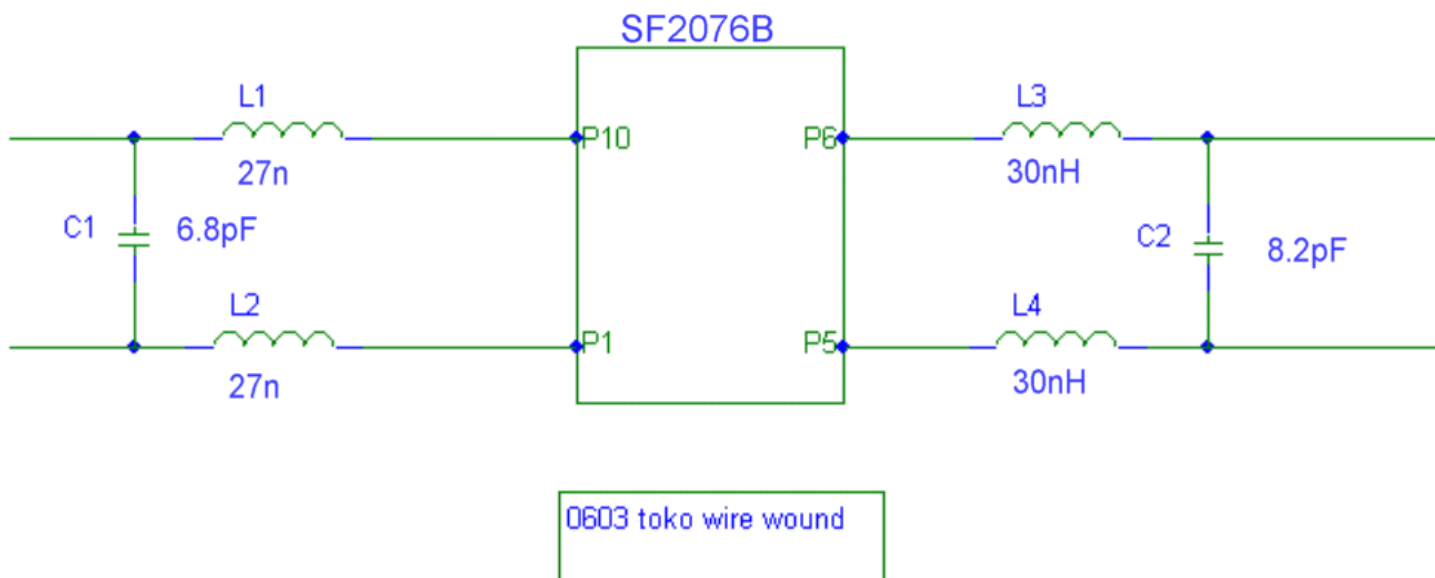 SF2076B
L1
27n
P10
P6
L3
30nH
C1
6.8pF
C2
8.2pF
L2
27n
P1
P5
L4
30nH
0603 toko wire wound